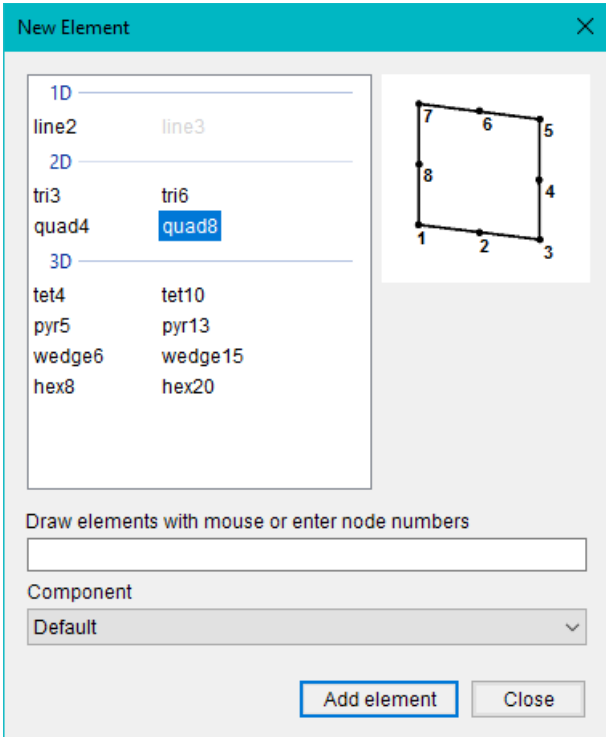 New Element
1D
line2 line3
2D
tri3 tri6
quad4 quad8
3D
tet4 tet10
pyr5 pyr13
wedge6 wedge15
hex8 hex20
7 6 5
8 4
1 2 3
Draw elements with mouse or enter node numbers
Component
Default
Add element Close